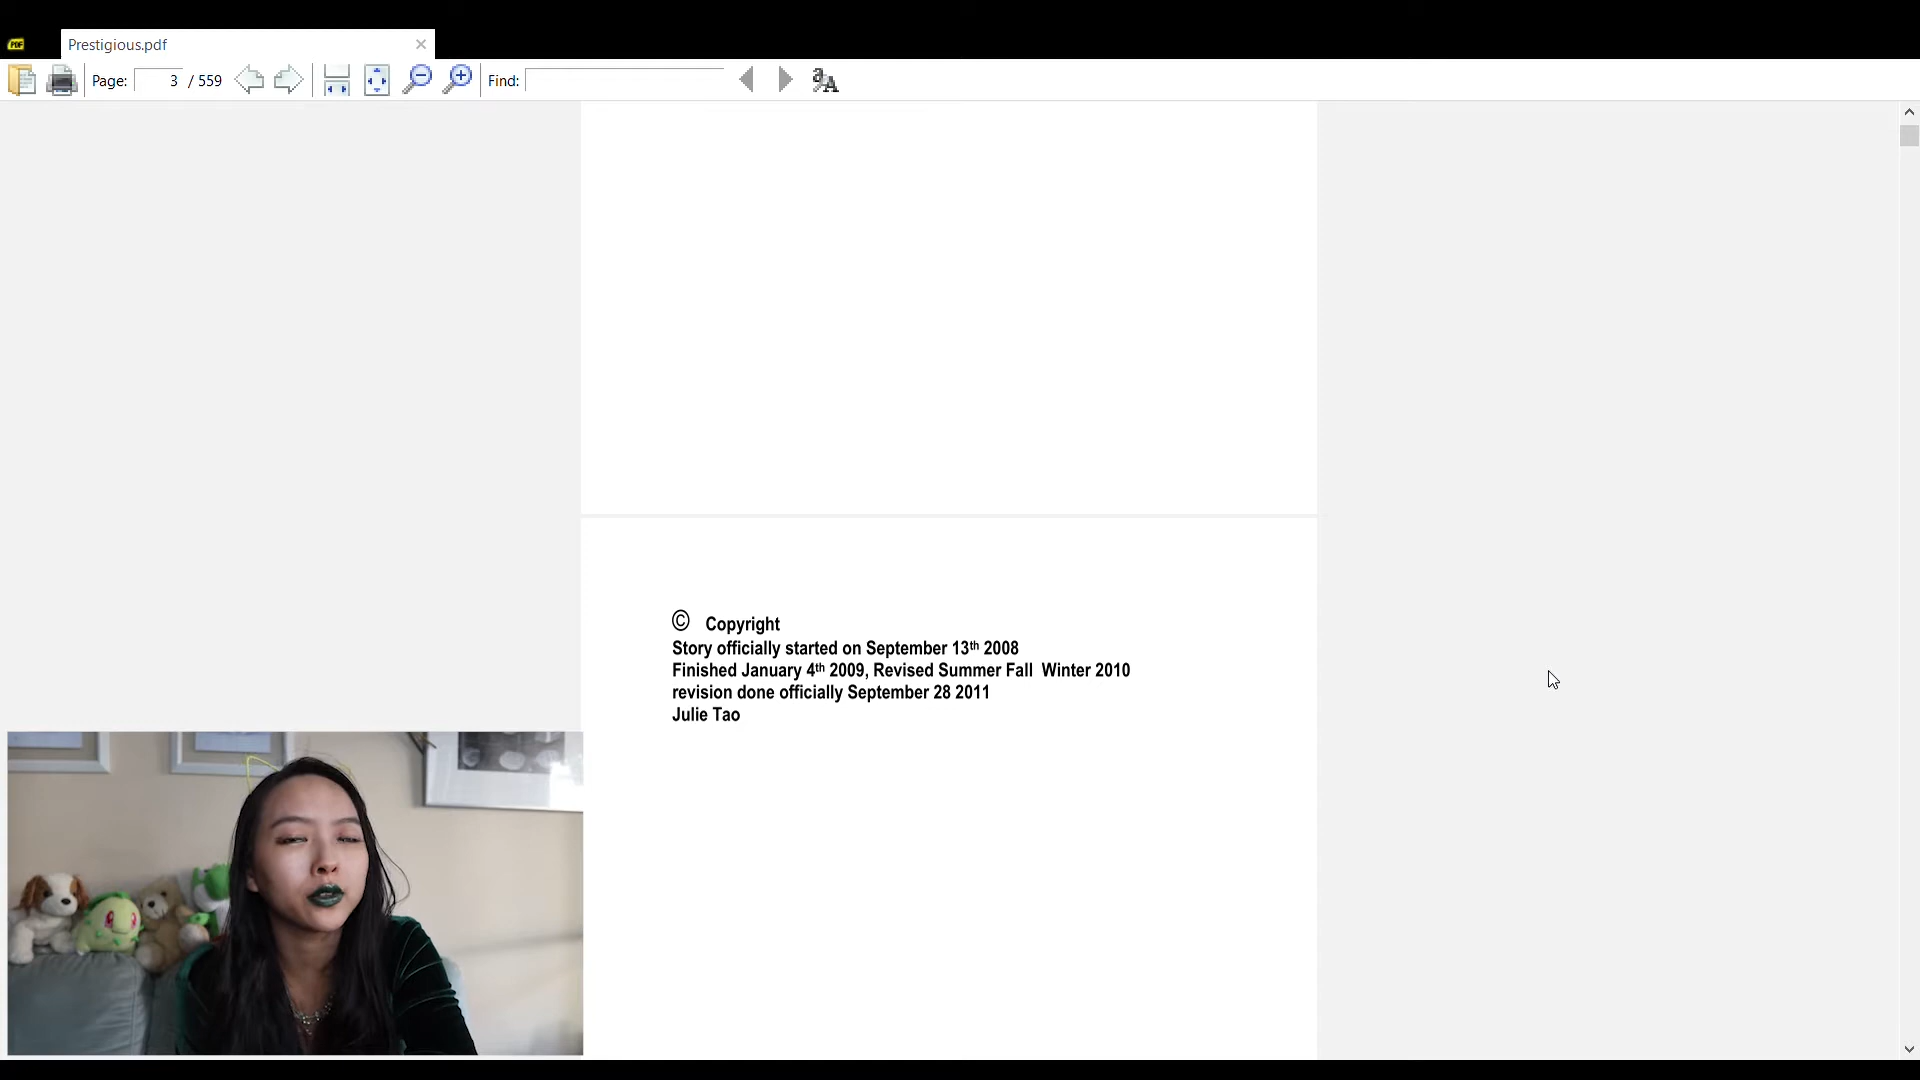 PDF
Prestigious.pdf
Page: 3 / 559
Find:
© Copyright
Story officially started on September 13th 2008
Finished January 4th 2009, Revised Summer Fall  Winter 2010
revision done officially September 28 2011
Julie Tao